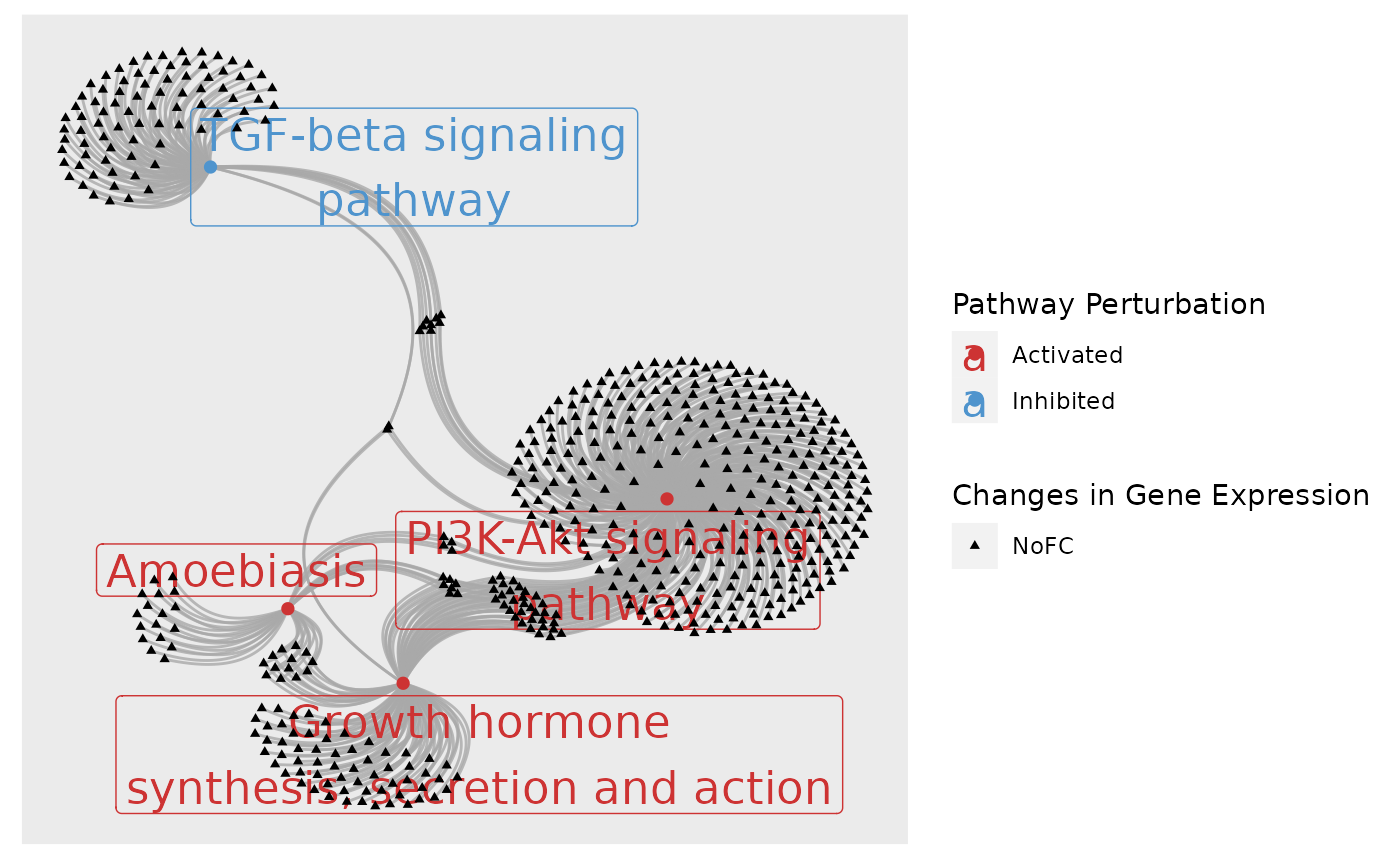 TGF-beta signaling
pathway
PI3K-Akt signaling
pathway
Amoebiasis
Growth hormone
synthesis, secretion and action
Pathway Perturbation
a Activated
a Inhibited
Changes in Gene Expression
NoFC